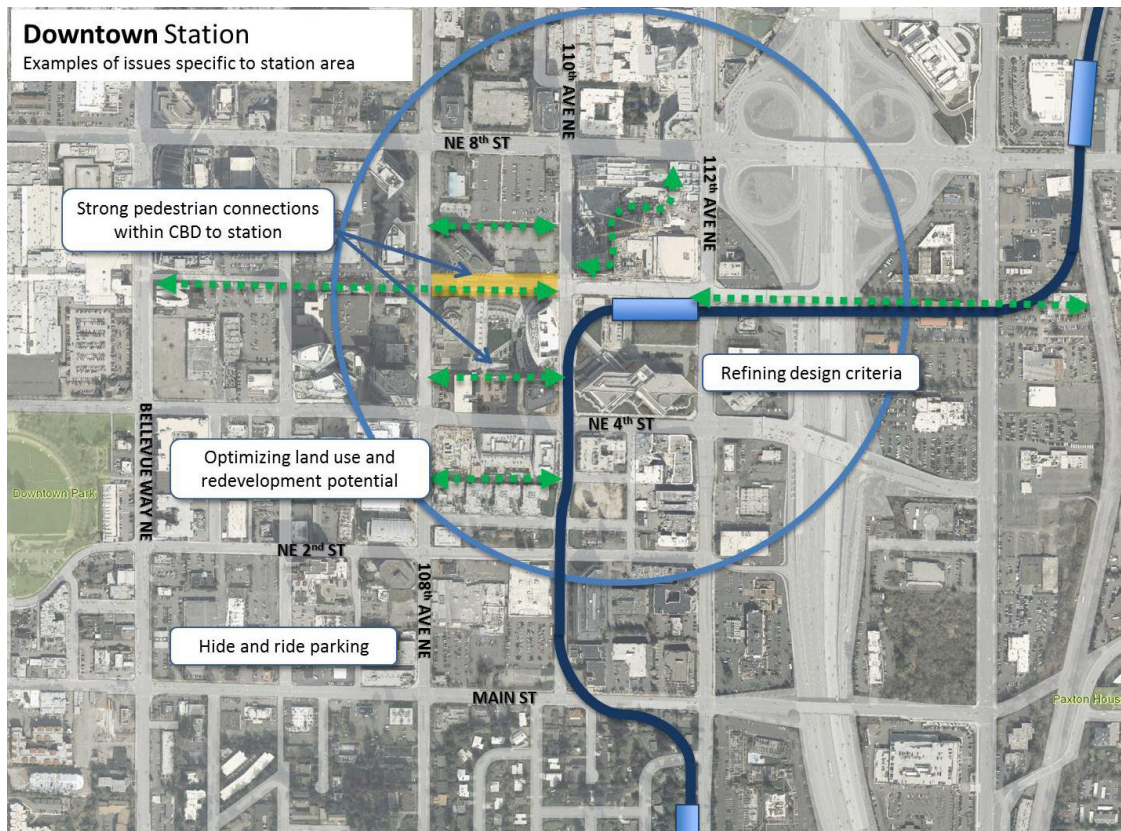 Downtown Station
Examples of issues specific to station area
110th AVE NE
NE 8th ST
112th AVE NE
Strong pedestrian connections
within CBD to station
Refining design criteria
BELLEVUE WAY NE
NE 4th ST
Optimizing land use and
redevelopment potential
Downtown Park
NE 2nd ST
108th AVE NE
Hide and ride parking
MAIN ST
Paxton Hous